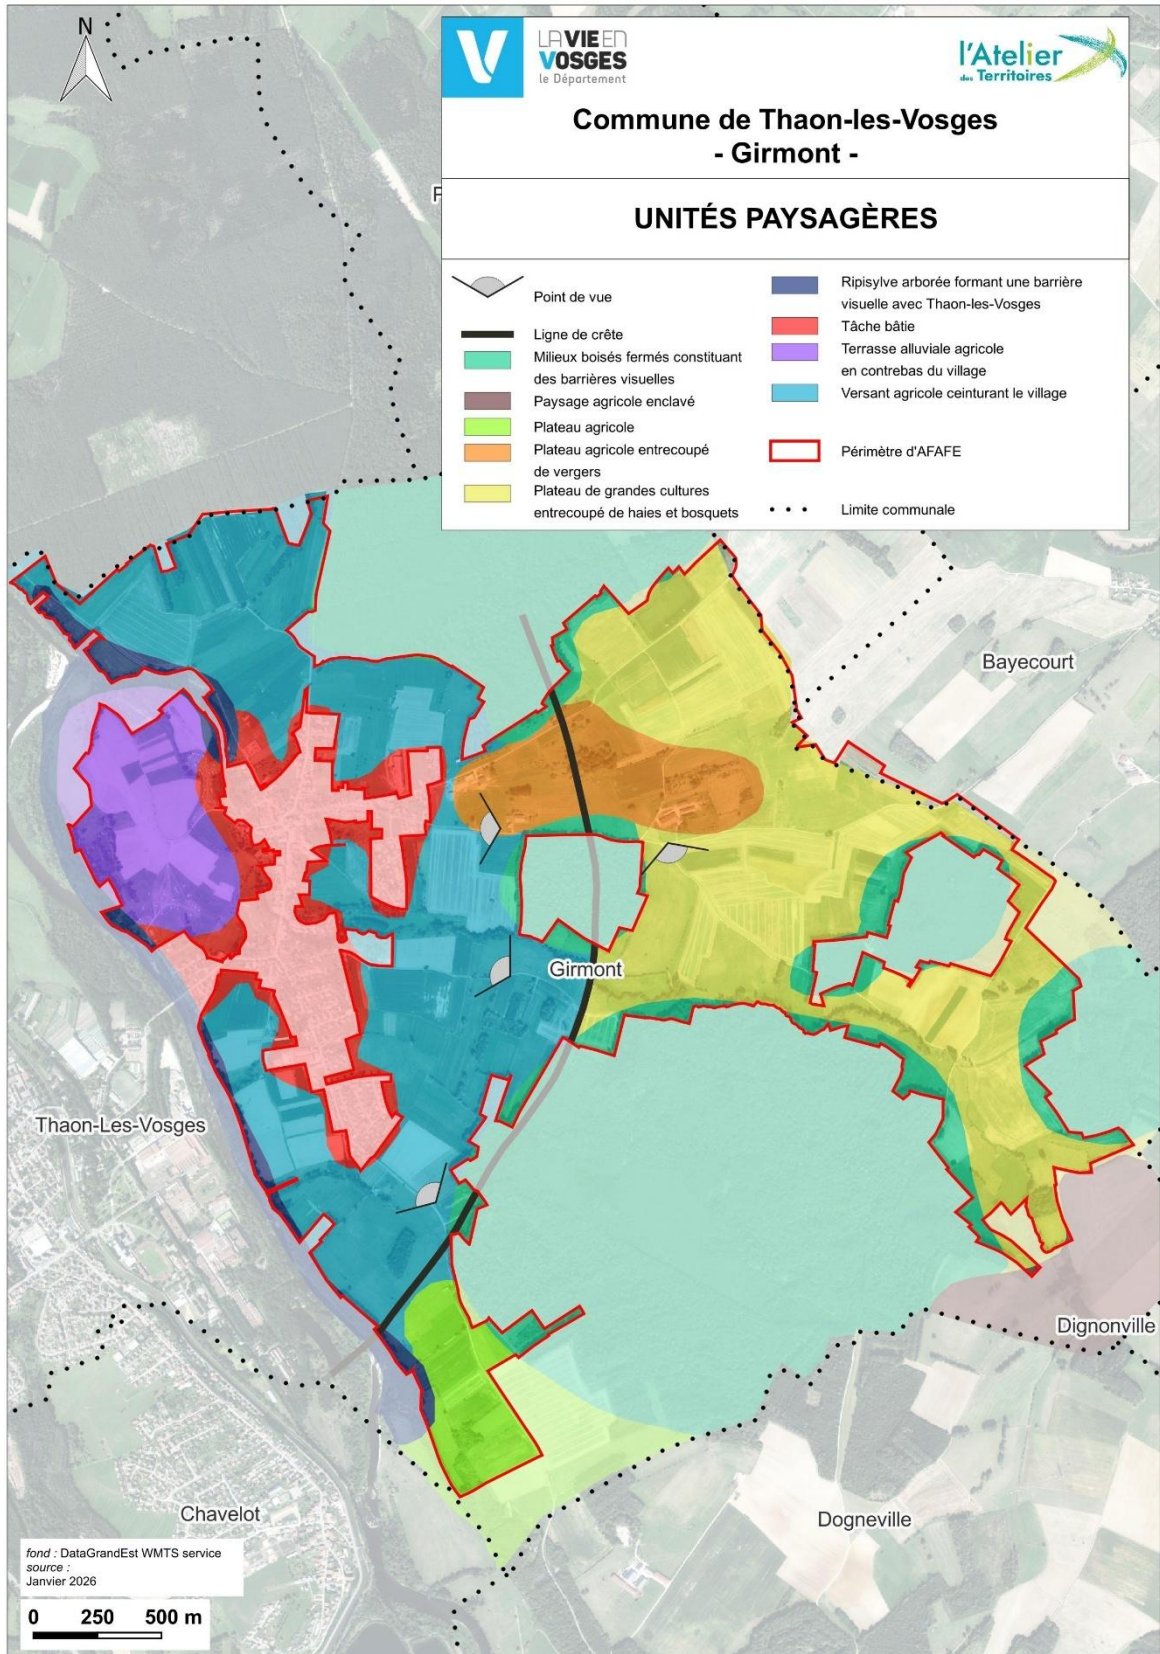 N
LA VIE EN
VOSGES
le Département
l'Atelier
des Territoires
Commune de Thaon-les-Vosges
- Girmont -
UNITÉS PAYSAGÈRES
Point de vue
Ligne de crête
Milieux boisés fermés constituant
des barrières visuelles
Paysage agricole enclavé
Plateau agricole
Plateau agricole entrecoupé
de vergers
Plateau de grandes cultures
entrecoupé de haies et bosquets
Ripisylve arborée formant une barrière
visuelle avec Thaon-les-Vosges
Tâche bâtie
Terrasse alluviale agricole
en contrebas du village
Versant agricole ceinturant le village
Périmètre d'AFAFE
Limite communale
Bayecourt
Girmont
Thaon-Les-Vosges
Dignonville
Chavelot
Dogneville
fond : DataGrandEst WMTS service
source :
Janvier 2026
0 250 500 m